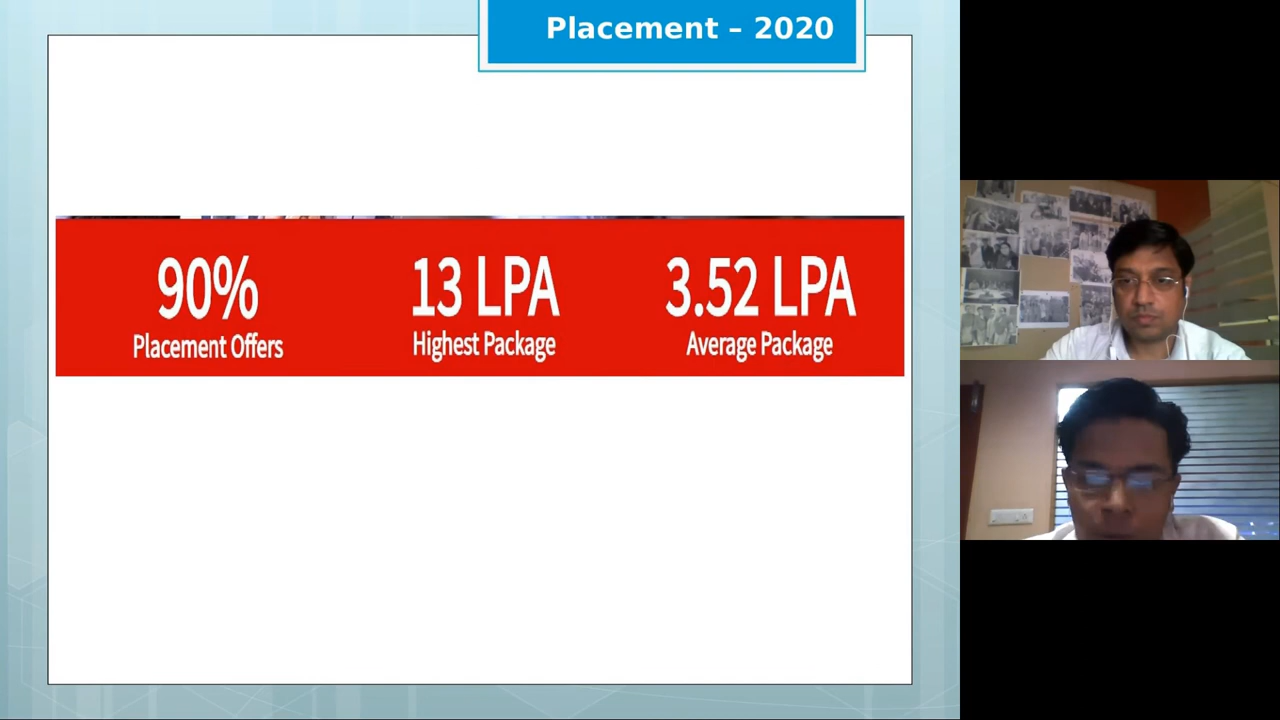 Placement – 2020
90%
Placement Offers
13 LPA
Highest Package
3.52 LPA
Average Package